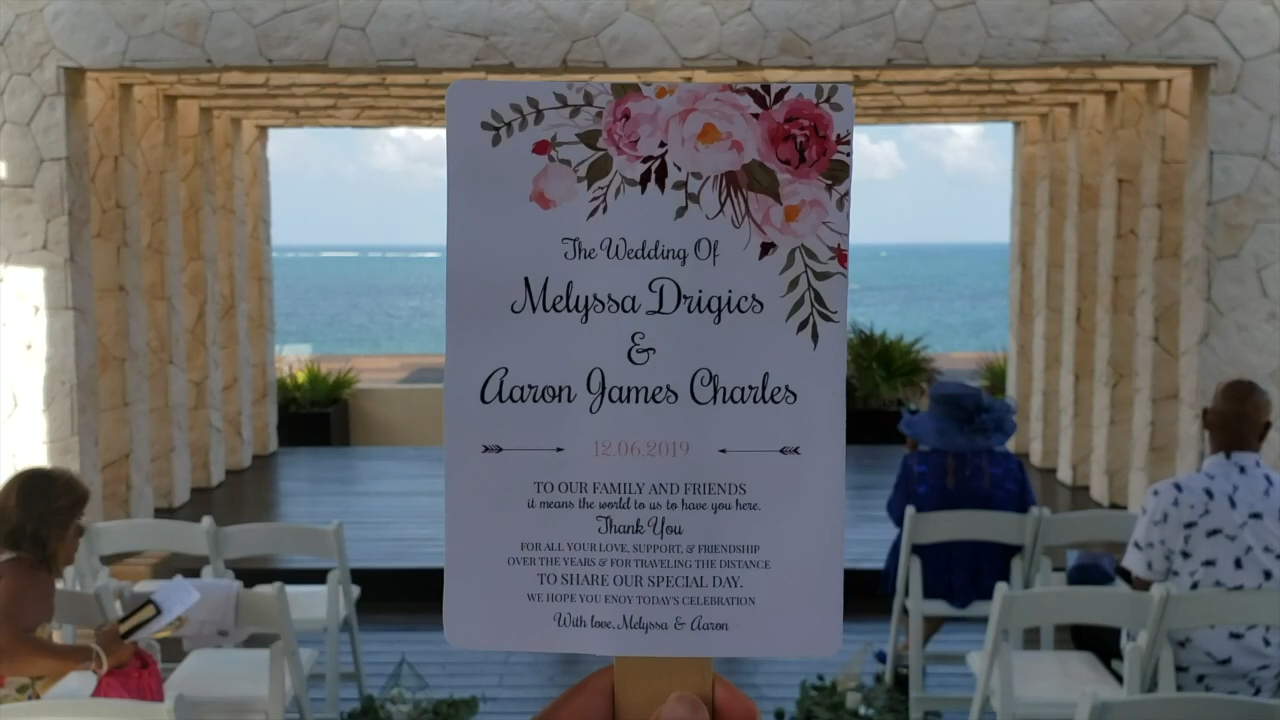 The Wedding Of
Melyssa Drigics
&
Aaron James Charles
12.06.2019
TO OUR FAMILY AND FRIENDS
it means the world to us to have you here.
Thank You
FOR ALL YOUR LOVE, SUPPORT, & FRIENDSHIP
OVER THE YEARS & FOR TRAVELING THE DISTANCE
TO SHARE OUR SPECIAL DAY.
WE HOPE YOU ENOY TODAY'S CELEBRATION
With love, Melyssa & Aaron